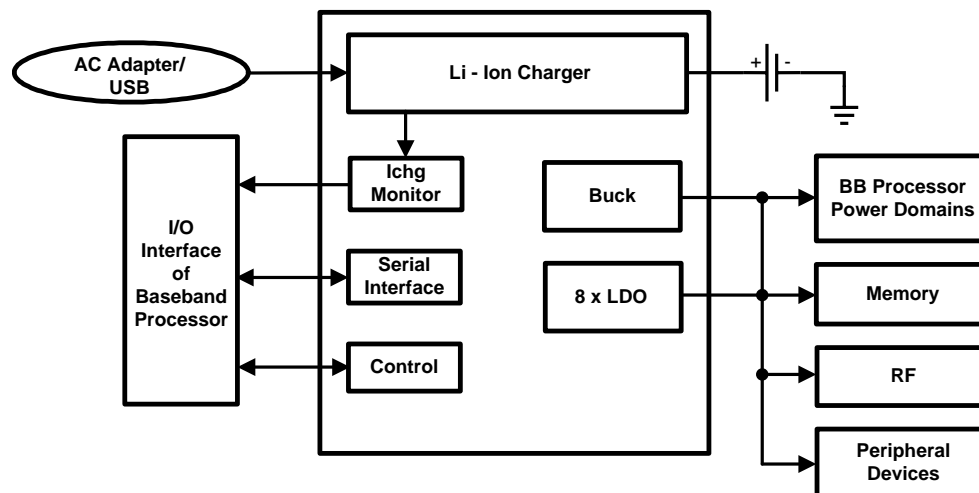 AC Adapter/
USB
Li - Ion Charger
+ -
Ichg
Monitor
I/O
Interface
of
Baseband
Processor
Serial
Interface
Control
Buck
8 x LDO
BB Processor
Power Domains
Memory
RF
Peripheral
Devices